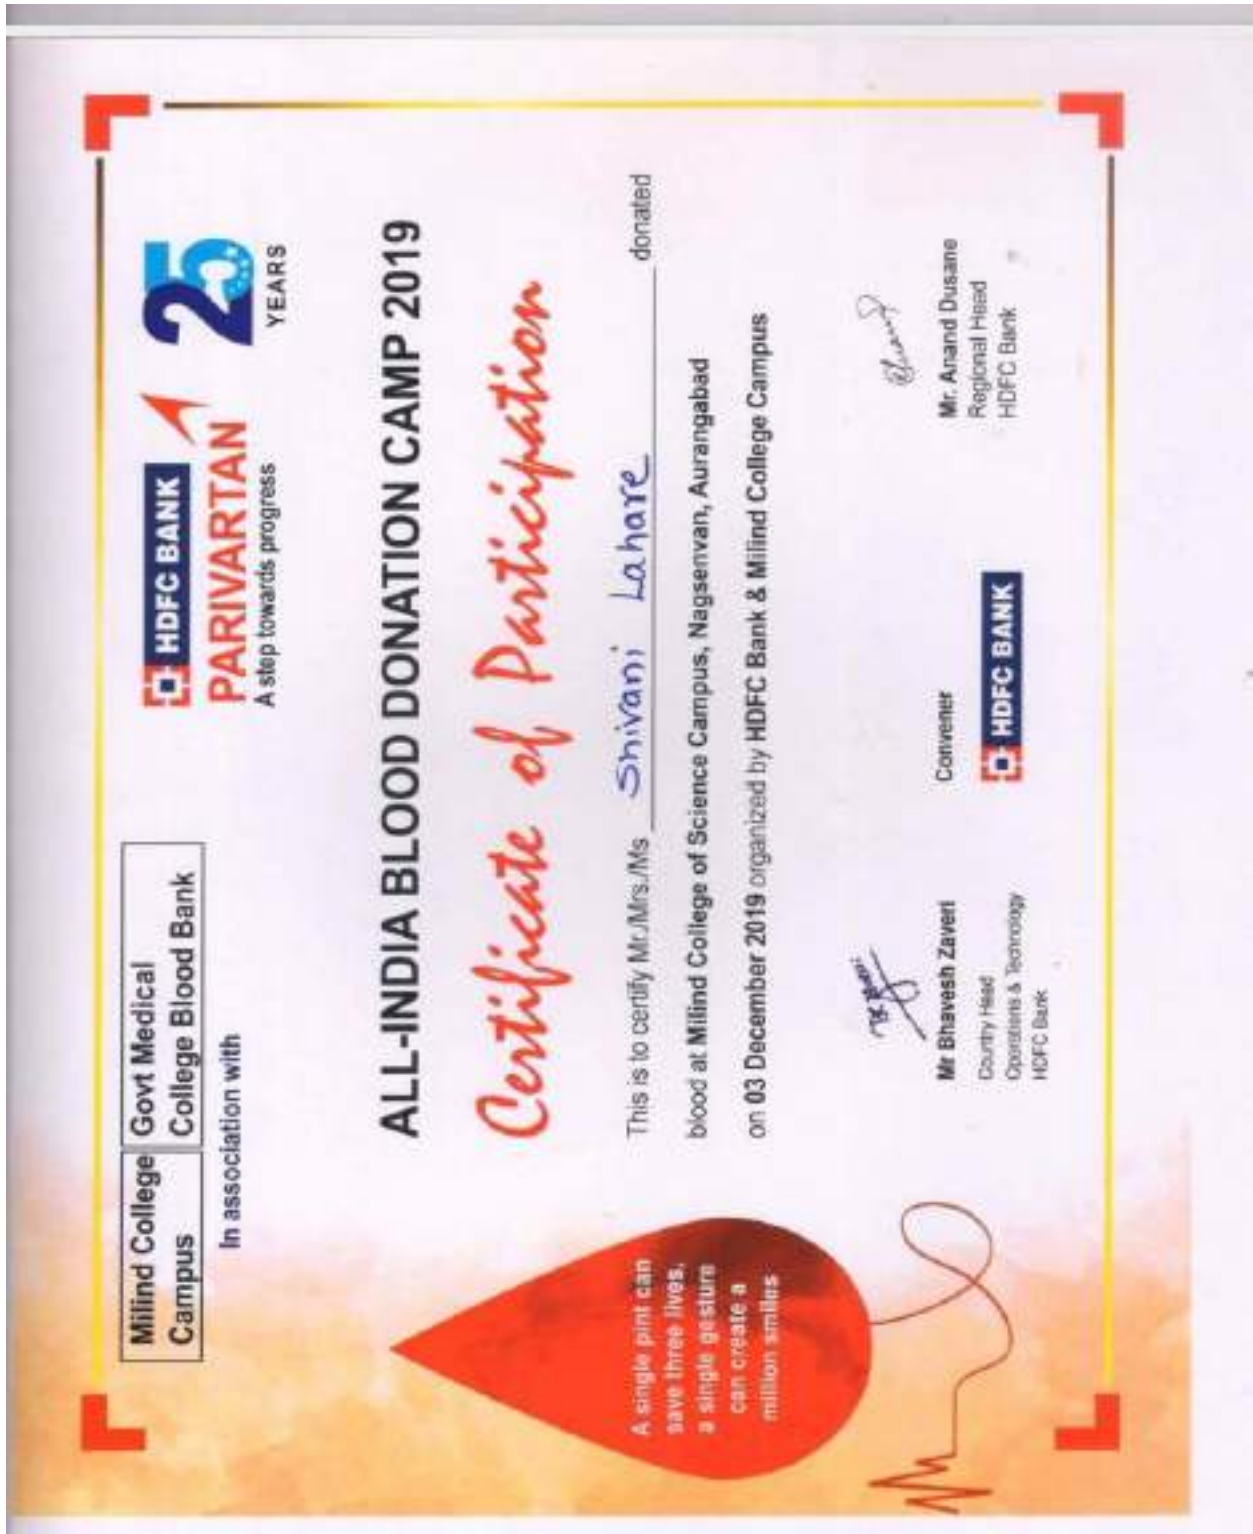 Milind College
Campus
Govt Medical
College Blood Bank
In association with
HDFC BANK
PARIVARTAN
A step towards progress
25
YEARS
ALL-INDIA BLOOD DONATION CAMP 2019
Certificate of Participation
This is to certify Mr./Mrs./Ms Shivani Lahare donated
blood at Milind College of Science Campus, Nagsenvan, Aurangabad
on 03 December 2019 organized by HDFC Bank & Milind College Campus
A single pint can
save three lives,
a single gesture
can create a
million smiles
Mr Bhavesh Zaveri
Country Head
Operations & Technology
HDFC Bank
Convener
HDFC BANK
Mr. Anand Dusane
Regional Head
HDFC Bank